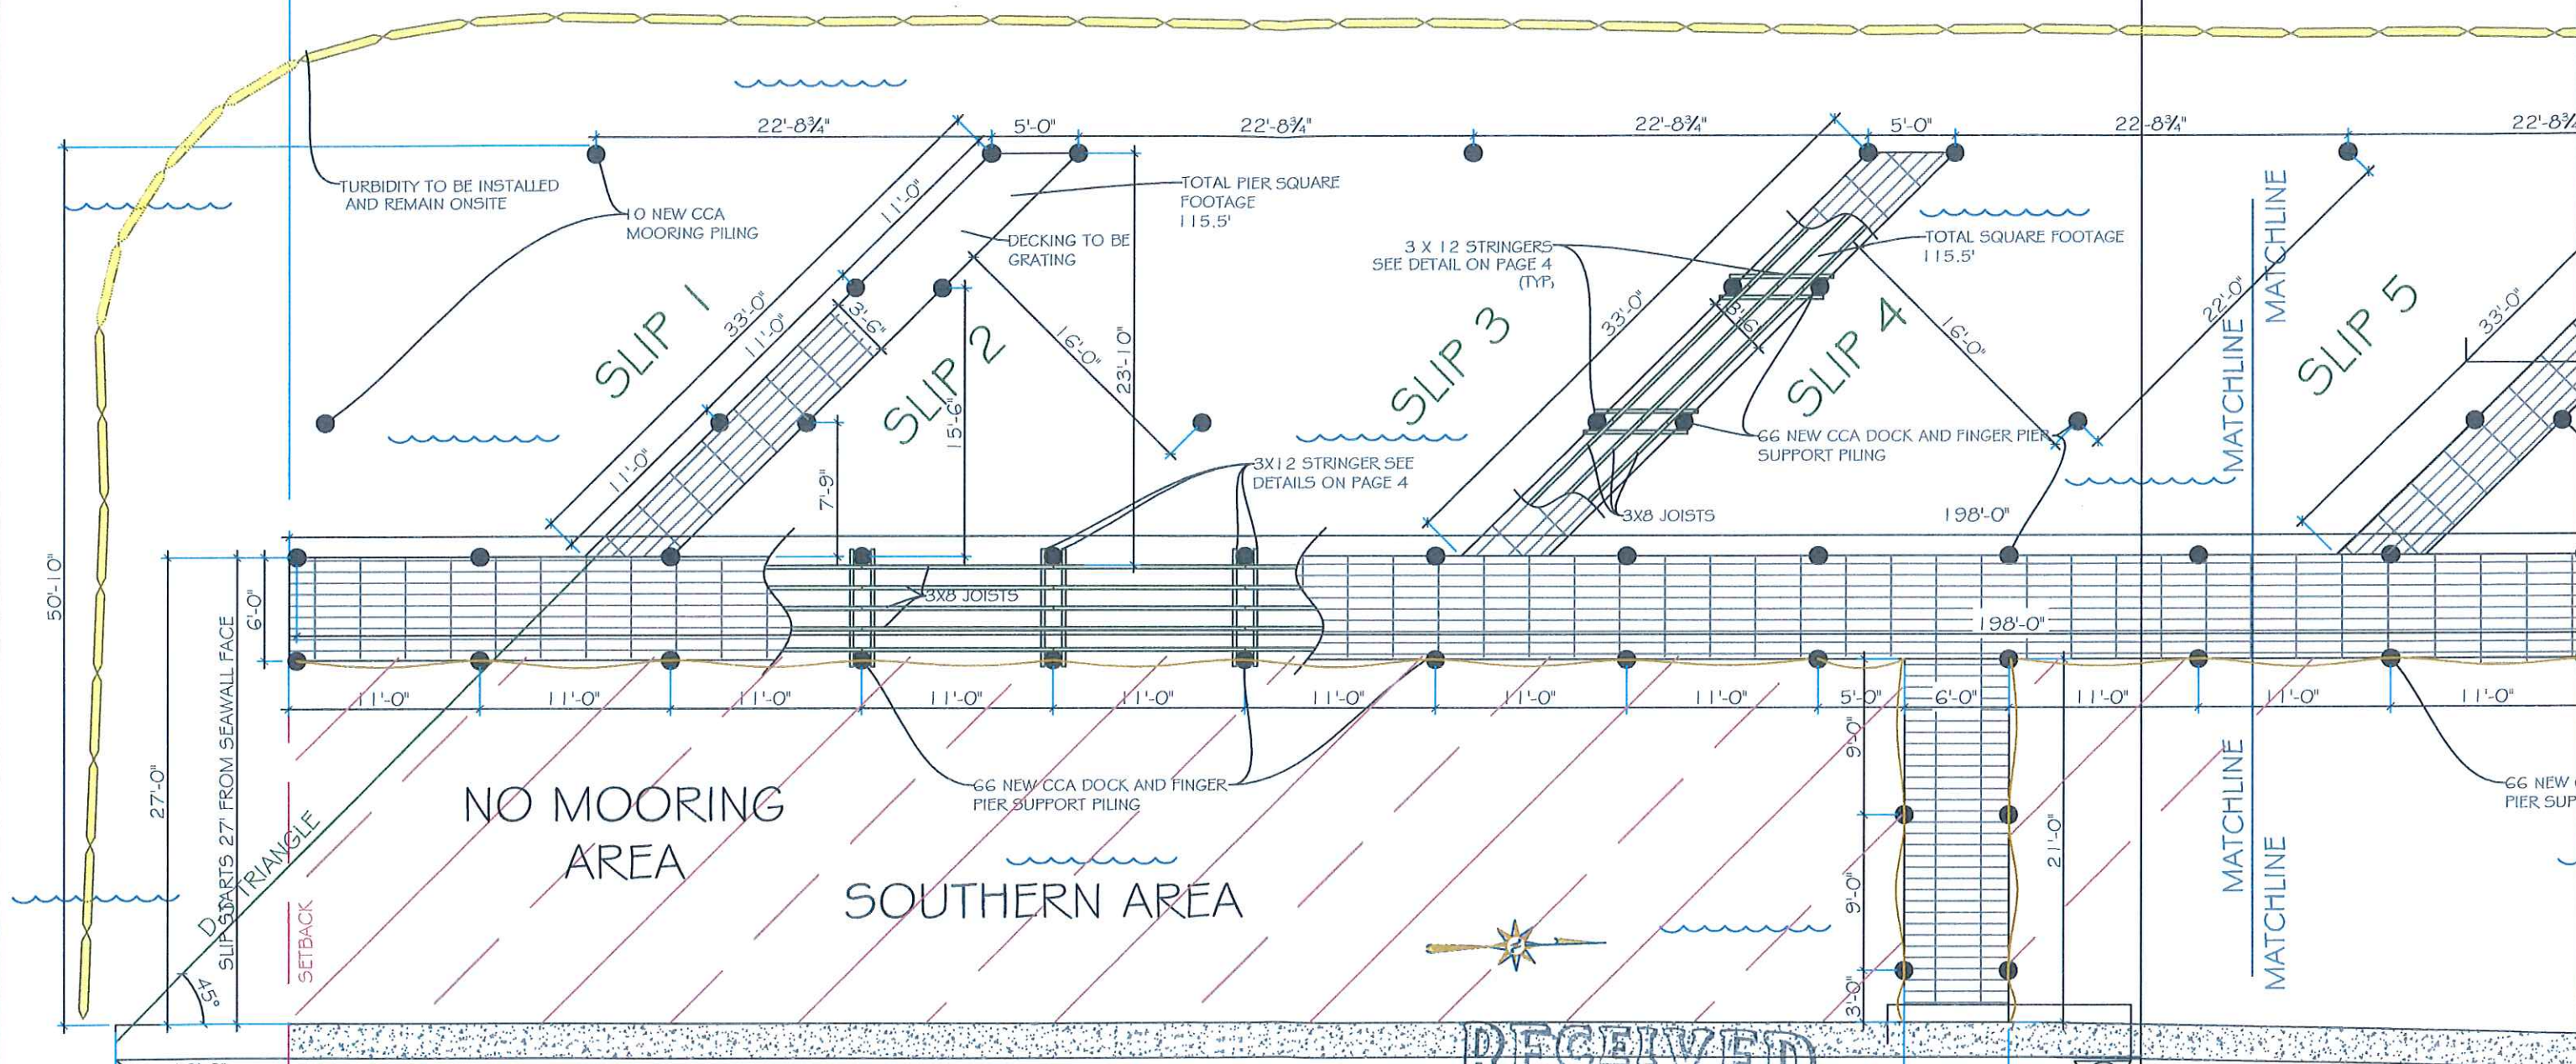 22'-8¾"
5'-0"
22'-8¾"
22'-8¾"
5'-0"
22'-8¾"
TURBIDITY TO BE INSTALLED
AND REMAIN ONSITE
10 NEW CCA
MOORING PILING
11'-0"
TOTAL PIER SQUARE
FOOTAGE
115.5'
DECKING TO BE
GRATING
3 X 12 STRINGERS
SEE DETAIL ON PAGE 4
(TYP)
TOTAL SQUARE FOOTAGE
115.5'
MATCHLINE
MATCHLINE
SLIP 1
33'-0"
11'-0"
3'-6"
SLIP 2
16'-0"
23'-10"
15'-6"
SLIP 3
33'-0"
3'-6"
SLIP 4
16'-0"
22'-0"
SLIP 5
33'-0"
11'-0"
7'-9"
3X12 STRINGER SEE
DETAILS ON PAGE 4
66 NEW CCA DOCK AND FINGER PIER
SUPPORT PILING
3X8 JOISTS
198'-0"
50'-10"
6'-0"
3X8 JOISTS
198'-0"
27'-0"
SLIP STARTS 27' FROM SEAWALL FACE
11'-0"
11'-0"
11'-0"
11'-0"
11'-0"
11'-0"
11'-0"
11'-0"
5'-0"
6'-0"
11'-0"
11'-0"
11'-0"
9'-0"
NO MOORING
AREA
66 NEW CCA DOCK AND FINGER
PIER SUPPORT PILING
66 NEW
PIER SUP
21'-0"
MATCHLINE
MATCHLINE
TRIANGLE
SOUTHERN AREA
9'-0"
SETBACK
45°
3'-0"
RECEIVED